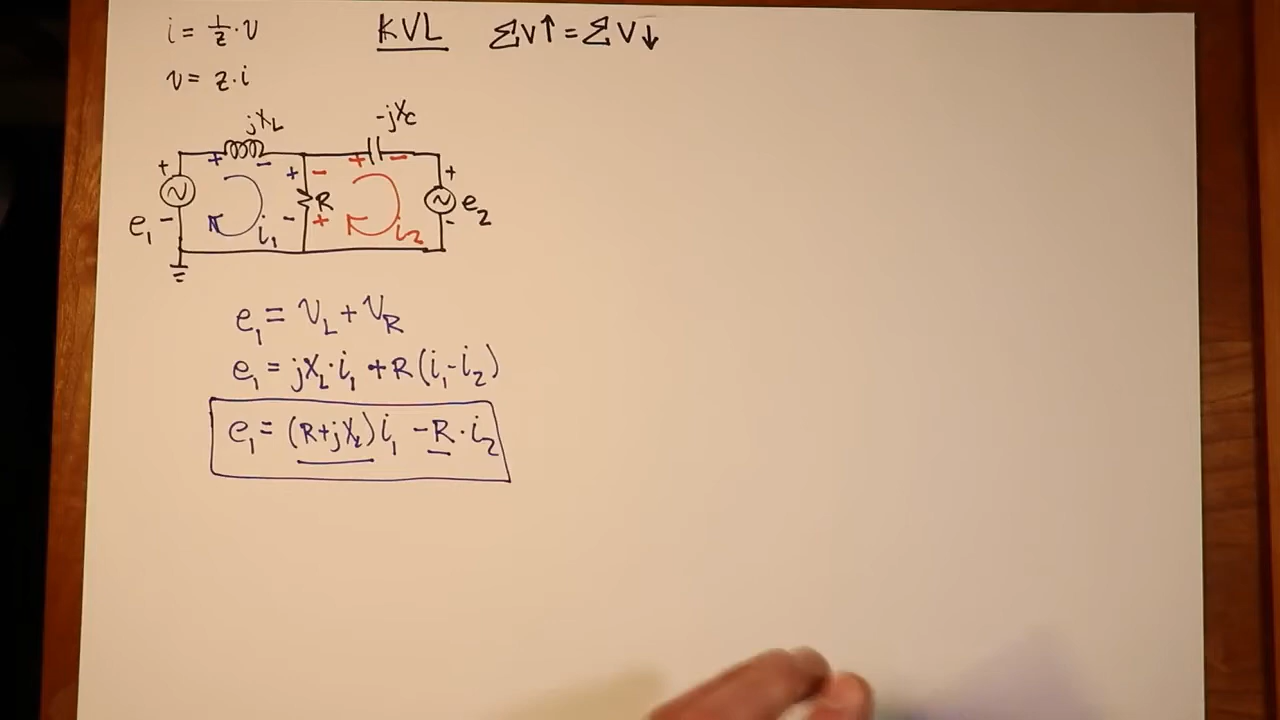 i = 1/z · v
KVL Σv↑ = Σv↓
v = z · i
jXL -jXc
+ + - + - +
+ -
R
e1 - - + e2 -
i1 i2
e1 = vL + vR
e1 = jXL · i1 + R(i1 - i2)
e1 = (R+jXL)i1 - R · i2